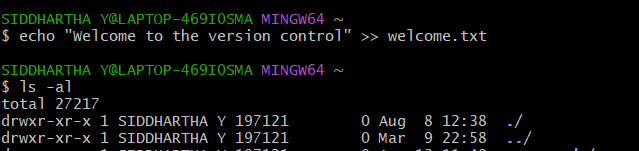 SIDDHARTHA Y@LAPTOP-469IOSMA MINGW64 ~
$ echo "Welcome to the version control" >> welcome.txt
SIDDHARTHA Y@LAPTOP-469IOSMA MINGW64 ~
$ ls -al
total 27217
drwxr-xr-x 1 SIDDHARTHA Y 197121 0 Aug 8 12:38 ./
drwxr-xr-x 1 SIDDHARTHA Y 197121 0 Mar 9 22:58 ../